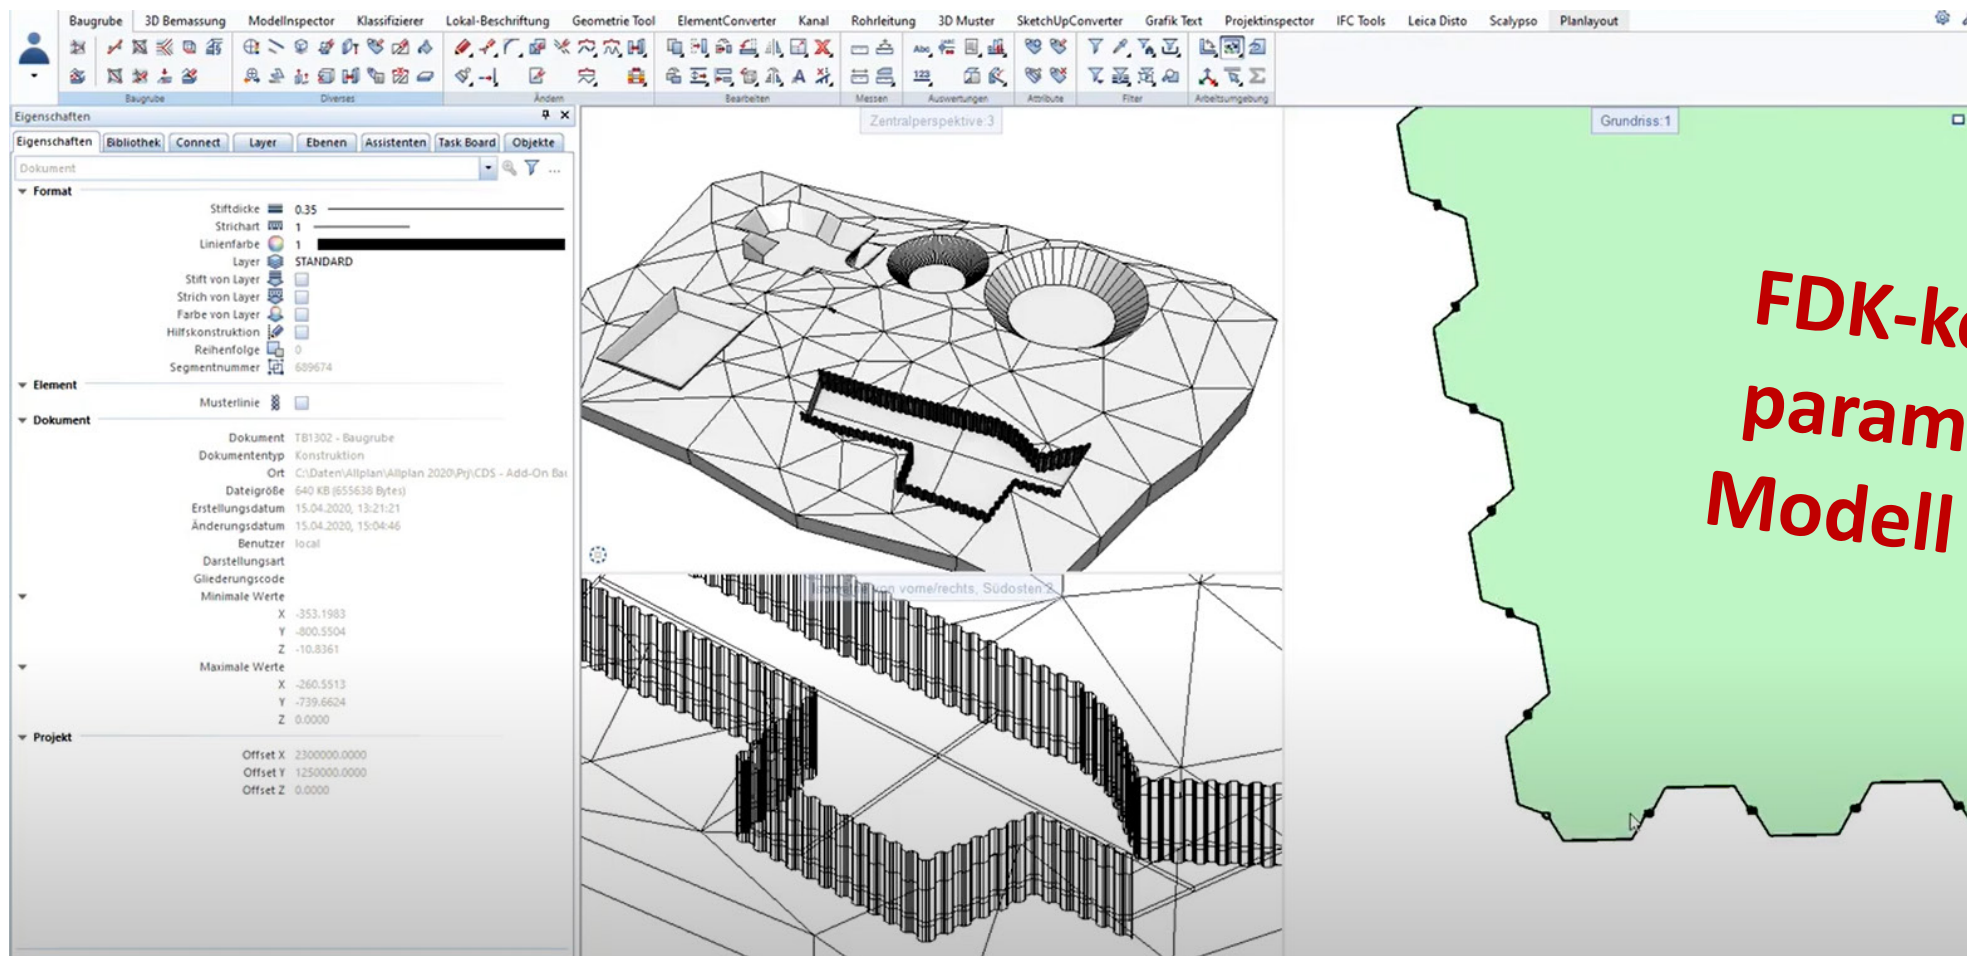 Baugrube 3D Bemassung ModellInspector Klassifizierer Lokal-Beschriftung Geometrie Tool ElementConverter Kanal Rohrleitung 3D Muster SketchUpConverter Grafik Text Projektinspector IFC Tools Leica Disto Scalypso Planlayout
Baugrube Diverses Ändern Bearbeiten Messen Auswertungen Attribute Filter Arbeitsumgebung
Eigenschaften
Eigenschaften Bibliothek Connect Layer Ebenen Assistenten Task Board Objekte
Dokument
Format
Stiftdicke 0.35
Strichart 1
Linienfarbe 1
Layer STANDARD
Stift von Layer
Strich von Layer
Farbe von Layer
Hilfskonstruktion
Reihenfolge 0
Segmentnummer 689674
Element
Musterlinie
Dokument
Dokument TB1302 - Baugrube
Dokumententyp Konstruktion
Ort C:\Daten\Allplan\Allplan 2020\Prj\CDS - Add-On Bau
Dateigröße 640 KB (655638 Bytes)
Erstellungsdatum 15.04.2020, 13:21:21
Änderungsdatum 15.04.2020, 15:04:46
Benutzer local
Darstellungsart
Gliederungscode
Minimale Werte
X -353.1983
Y -800.5504
Z -10.8361
Maximale Werte
X -260.5513
Y -739.6624
Z 0.0000
Projekt
Offset X 2300000.0000
Offset Y 1250000.0000
Offset Z 0.0000
Zentralperspektive:3
von vorne/rechts, Südosten:2
Grundriss:1
FDK-k
param
Modell